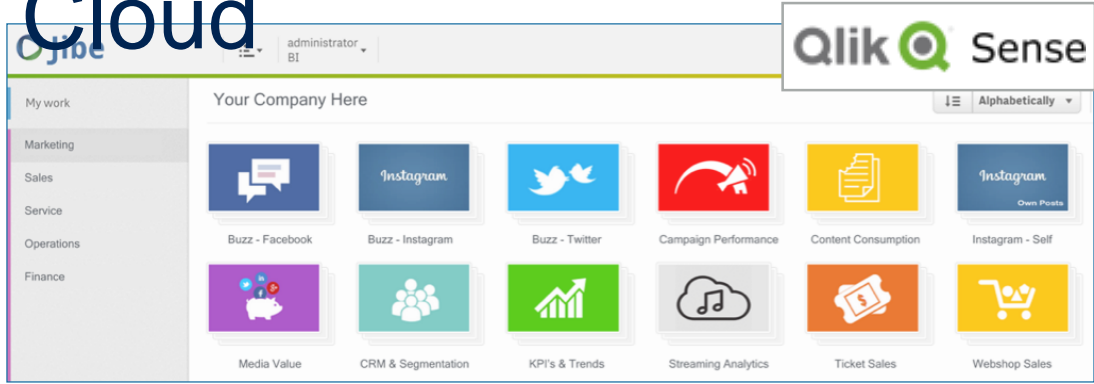 Cloud
Jibe
administrator
BI
Qlik Q Sense
My work
Marketing
Sales
Service
Operations
Finance
Your Company Here
Alphabetically
Instagram
Instagram
Own Posts
Buzz - Facebook
Buzz - Instagram
Buzz - Twitter
Campaign Performance
Content Consumption
Instagram - Self
in
f
g+
$
Media Value
CRM & Segmentation
KPI's & Trends
Streaming Analytics
Ticket Sales
Webshop Sales